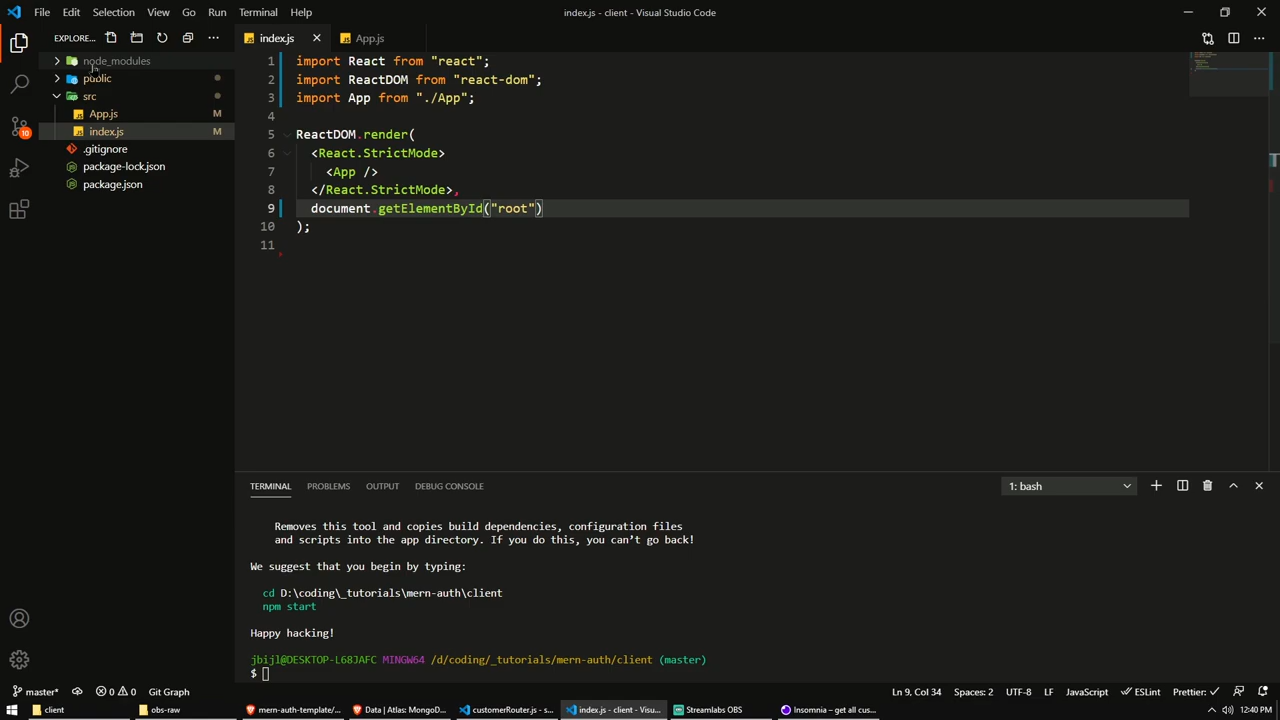 File Edit Selection View Go Run Terminal Help
index.js - client - Visual Studio Code
EXPLORE...
index.js
App.js
node_modules
public
src
App.js M
index.js M
.gitignore
package-lock.json
package.json
10
1 import React from "react";
2 import ReactDOM from "react-dom";
3 import App from "./App";
4
5 ReactDOM.render(
6 <React.StrictMode>
7 <App />
8 </React.StrictMode>,
9 document.getElementById("root")
10 );
11
TERMINAL PROBLEMS OUTPUT DEBUG CONSOLE
1: bash
Removes this tool and copies build dependencies, configuration files
and scripts into the app directory. If you do this, you can’t go back!
We suggest that you begin by typing:
cd D:\coding\_tutorials\mern-auth\client
npm start
Happy hacking!
jbijl@DESKTOP-L68JAFC MINGW64 /d/coding/_tutorials/mern-auth/client (master)
$
master* 0 0 Git Graph
Ln 9, Col 34 Spaces: 2 UTF-8 LF JavaScript ESLint Prettier:
client
obs-raw
mern-auth-template/...
Data | Atlas: MongoD...
customerRouter.js - s...
index.js - client - Visu...
Streamlabs OBS
Insomnia – get all cus...
12:40 PM